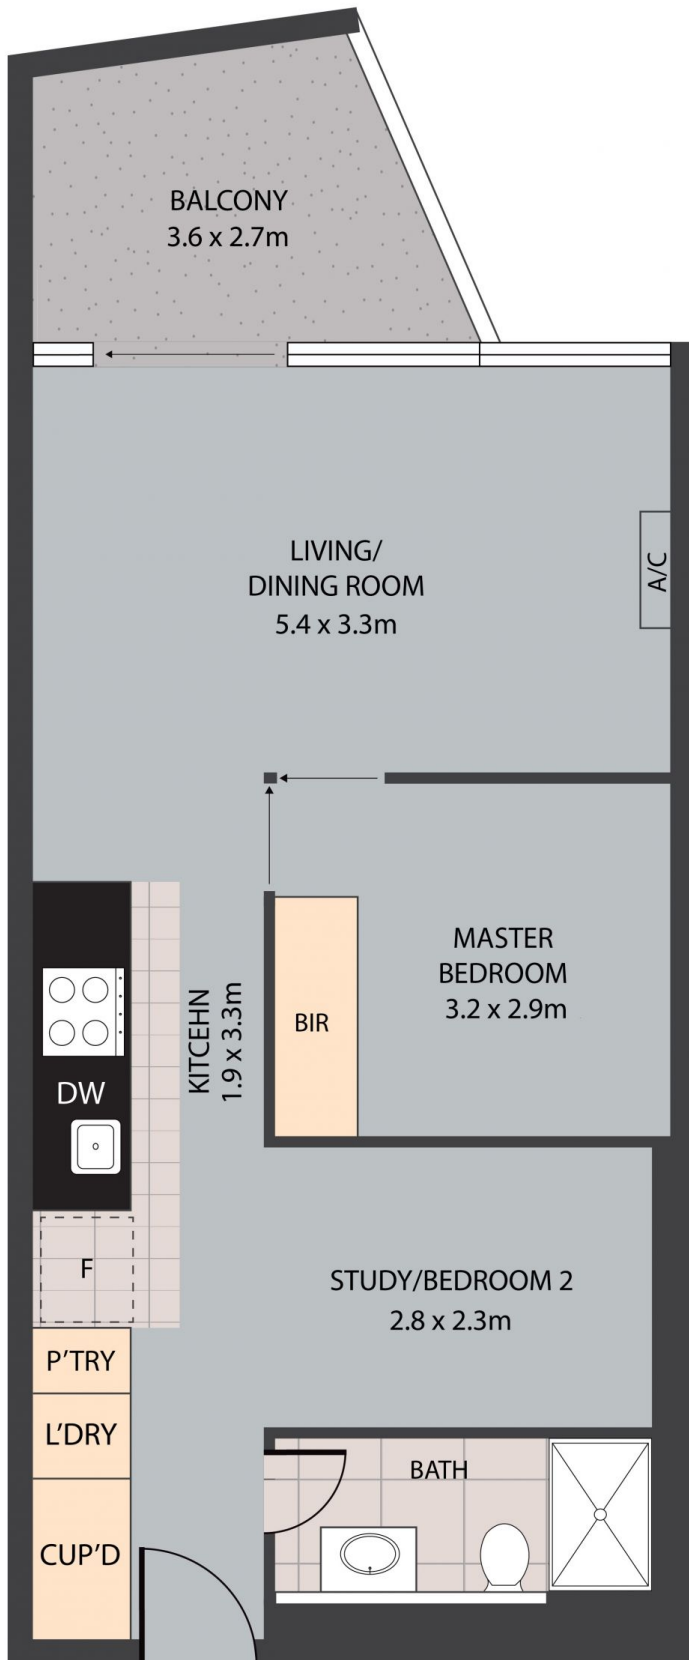 BALCONY
3.6 x 2.7m
LIVING/
DINING ROOM
5.4 x 3.3m
A/C
MASTER
BEDROOM
3.2 x 2.9m
BIR
KITCEHN
1.9 x 3.3m
DW
F
STUDY/BEDROOM 2
2.8 x 2.3m
P'TRY
L'DRY
CUP'D
BATH